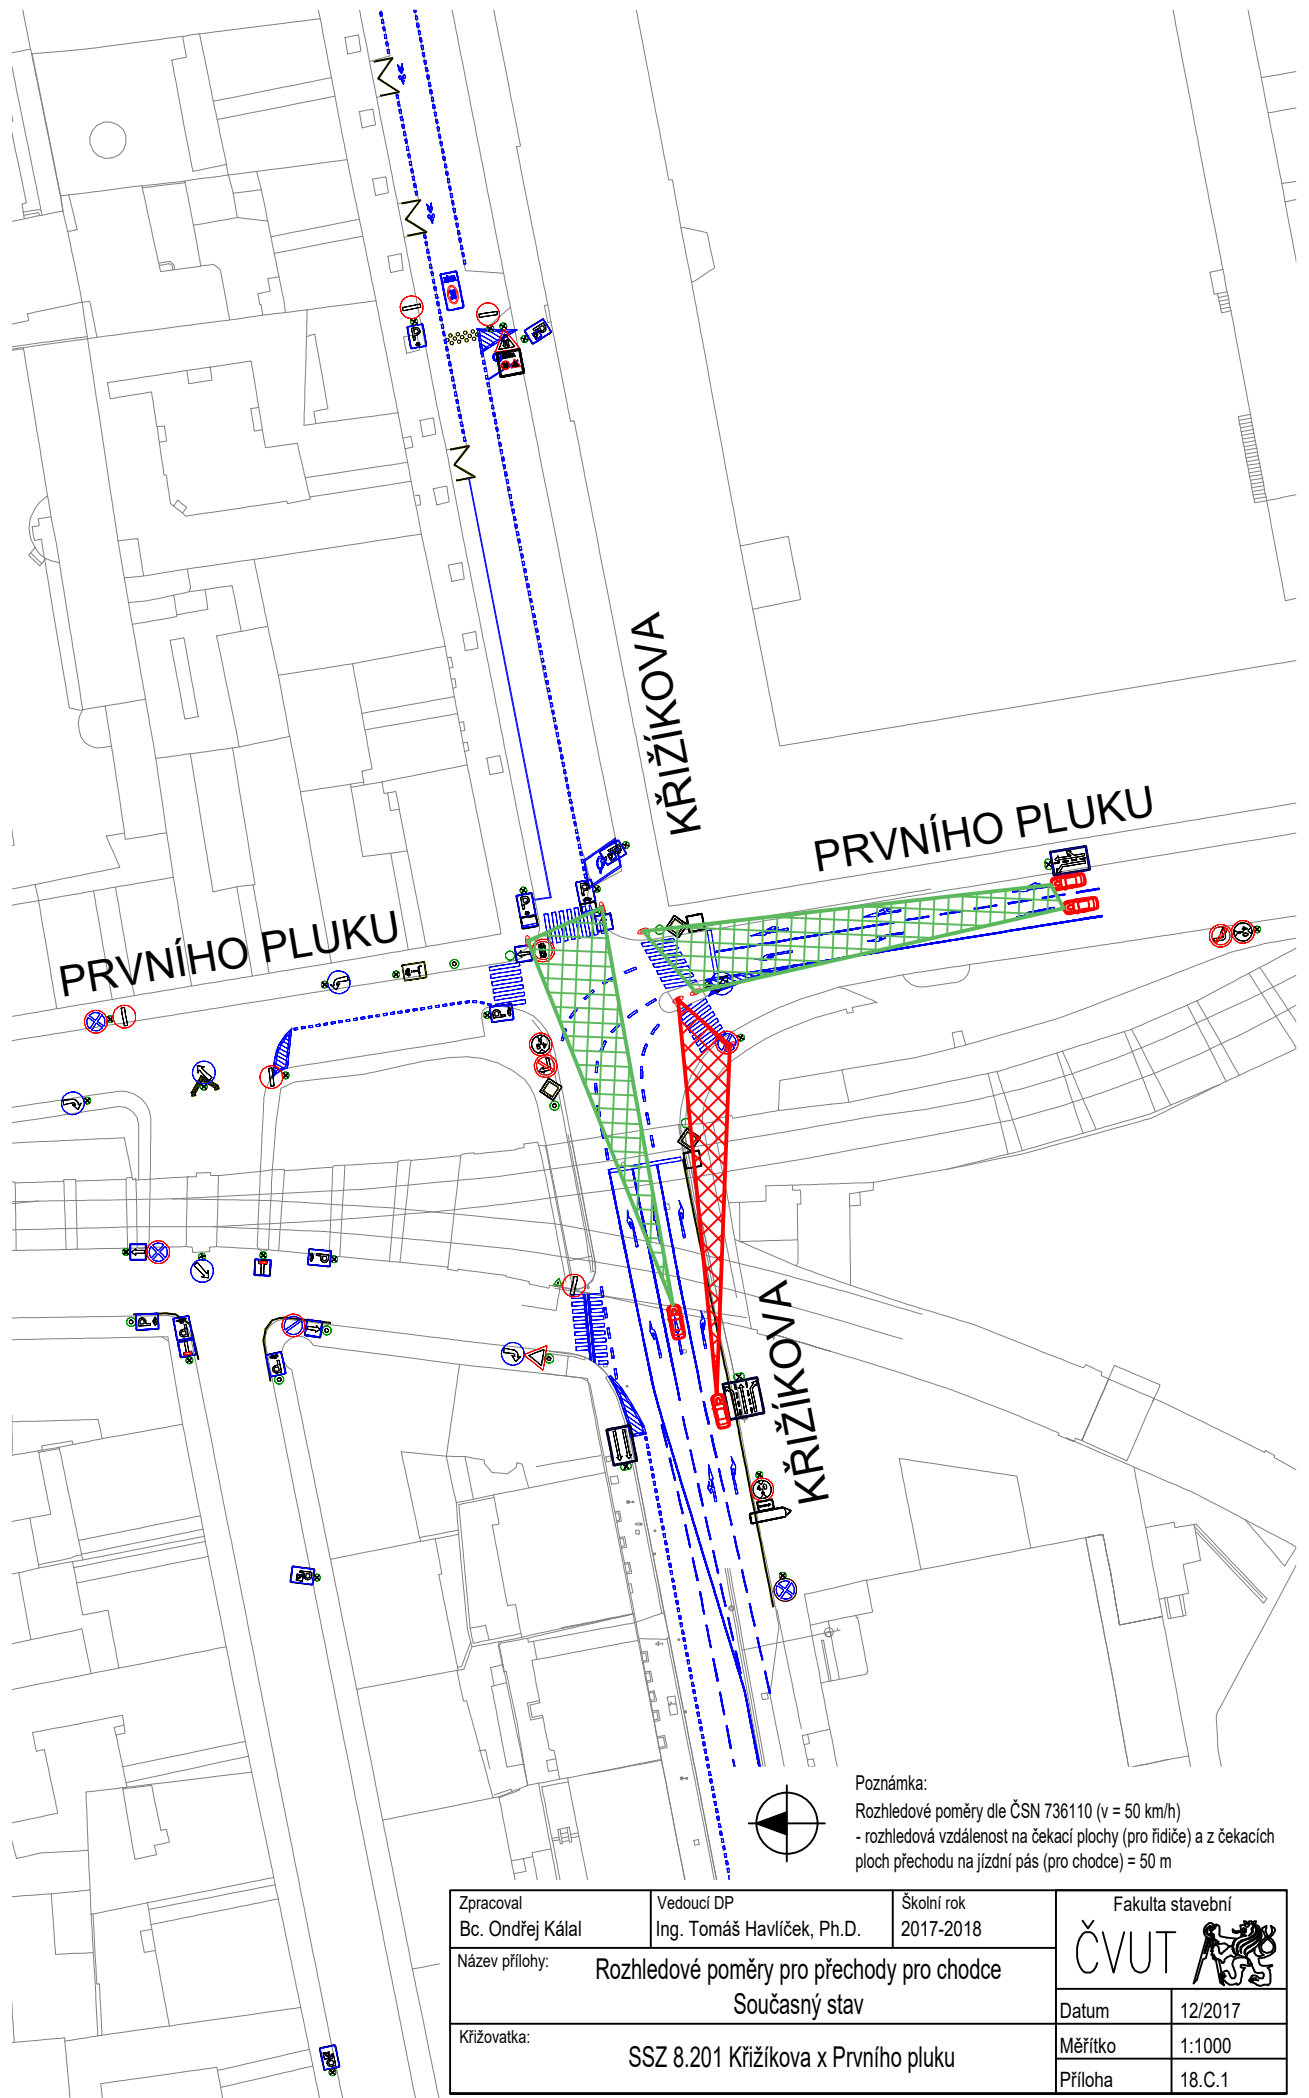 KŘIŽÍKOVA
PRVNÍHO PLUKU
PRVNÍHO PLUKU
KŘIŽÍKOVA
Poznámka:
Rozhledové poměry dle ČSN 736110 (v = 50 km/h)
- rozhledová vzdálenost na čekací plochy (pro řidiče) a z čekacích
ploch přechodu na jízdní pás (pro chodce) = 50 m
Zpracoval
Bc. Ondřej Kálal
Vedoucí DP
Ing. Tomáš Havlíček, Ph.D.
Školní rok
2017-2018
Fakulta stavební
ČVUT
Název přílohy:
Rozhledové poměry pro přechody pro chodce
Současný stav
Datum 12/2017
Křižovatka:
SSZ 8.201 Křižíkova x Prvního pluku
Měřítko 1:1000
Příloha 18.C.1